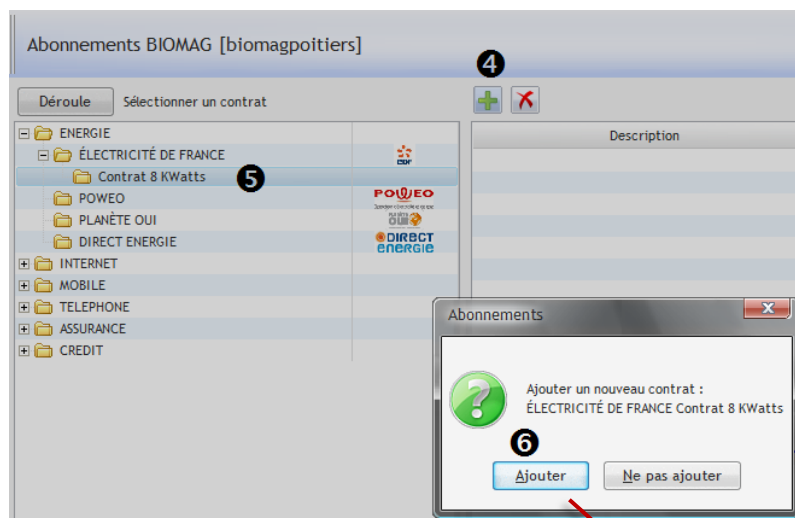 Abonnements BIOMAG [biomagpoitiers]
4
Déroule Sélectionner un contrat
Description
ENERGIE
ÉLECTRICITÉ DE FRANCE
eDF
Contrat 8 KWatts
5
POWEO
POWEO
PLANÈTE OUI
OUI
DIRECT ENERGIE
DIRECT
energie
INTERNET
MOBILE
TELEPHONE
ASSURANCE
CREDIT
Abonnements
X
Ajouter un nouveau contrat :
ÉLECTRICITÉ DE FRANCE Contrat 8 KWatts
6
Ajouter Ne pas ajouter